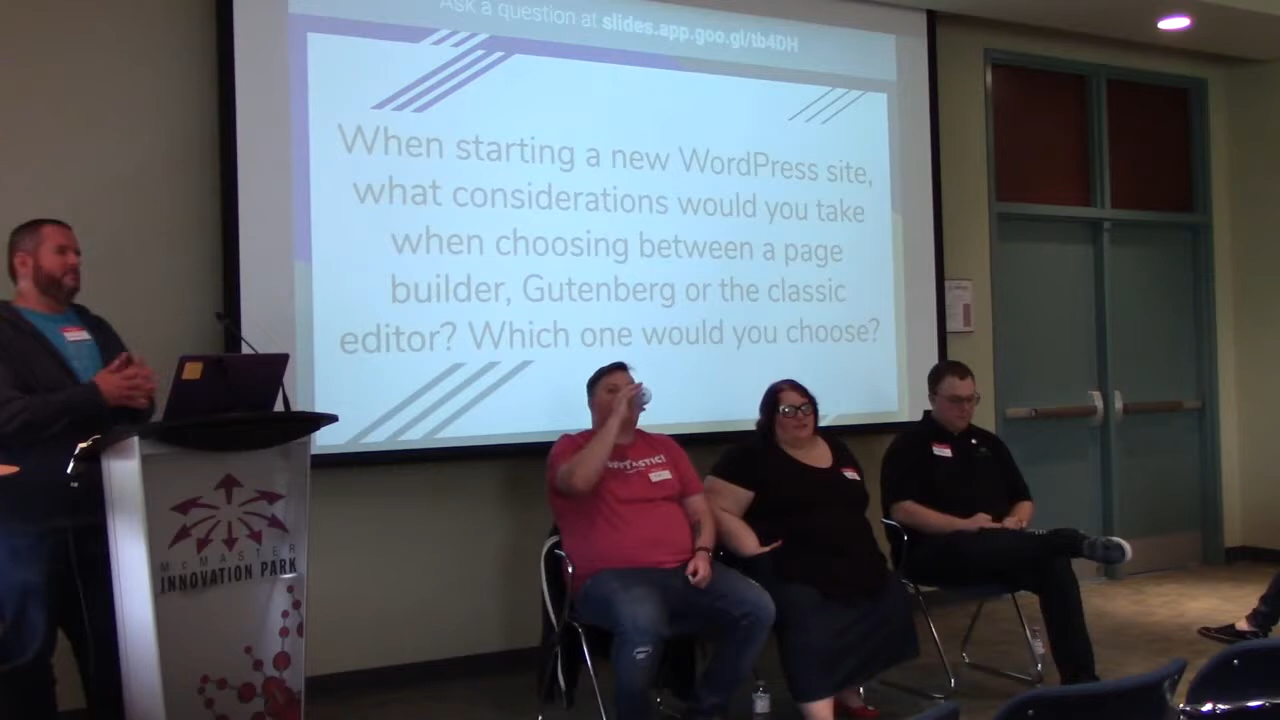 Ask a question at slides.app.goo.gl/tb4DH
When starting a new WordPress site,
what considerations would you take
when choosing between a page
builder, Gutenberg or the classic
editor? Which one would you choose?
McMASTER
INNOVATION PARK